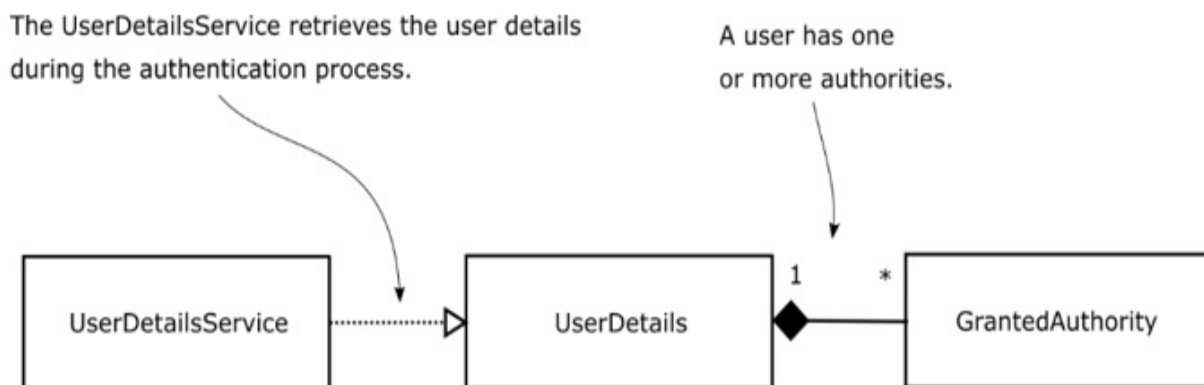 The UserDetailsService retrieves the user details
during the authentication process.
A user has one
or more authorities.
UserDetailsService
UserDetails
1
*
GrantedAuthority